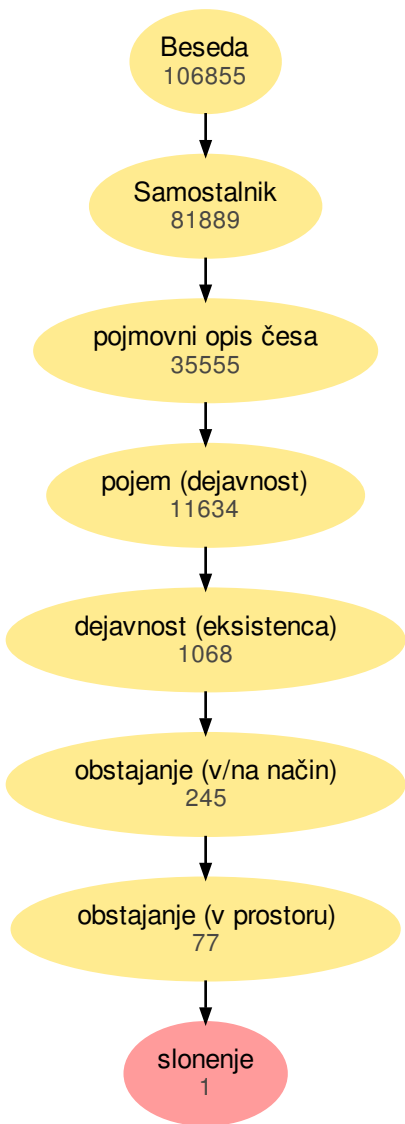 Beseda
106855
Samostalnik
81889
pojmovni opis česa
35555
pojem (dejavnost)
11634
dejavnost (eksistenca)
1068
obstajanje (v/na način)
245
obstajanje (v prostoru)
77
slonenje
1